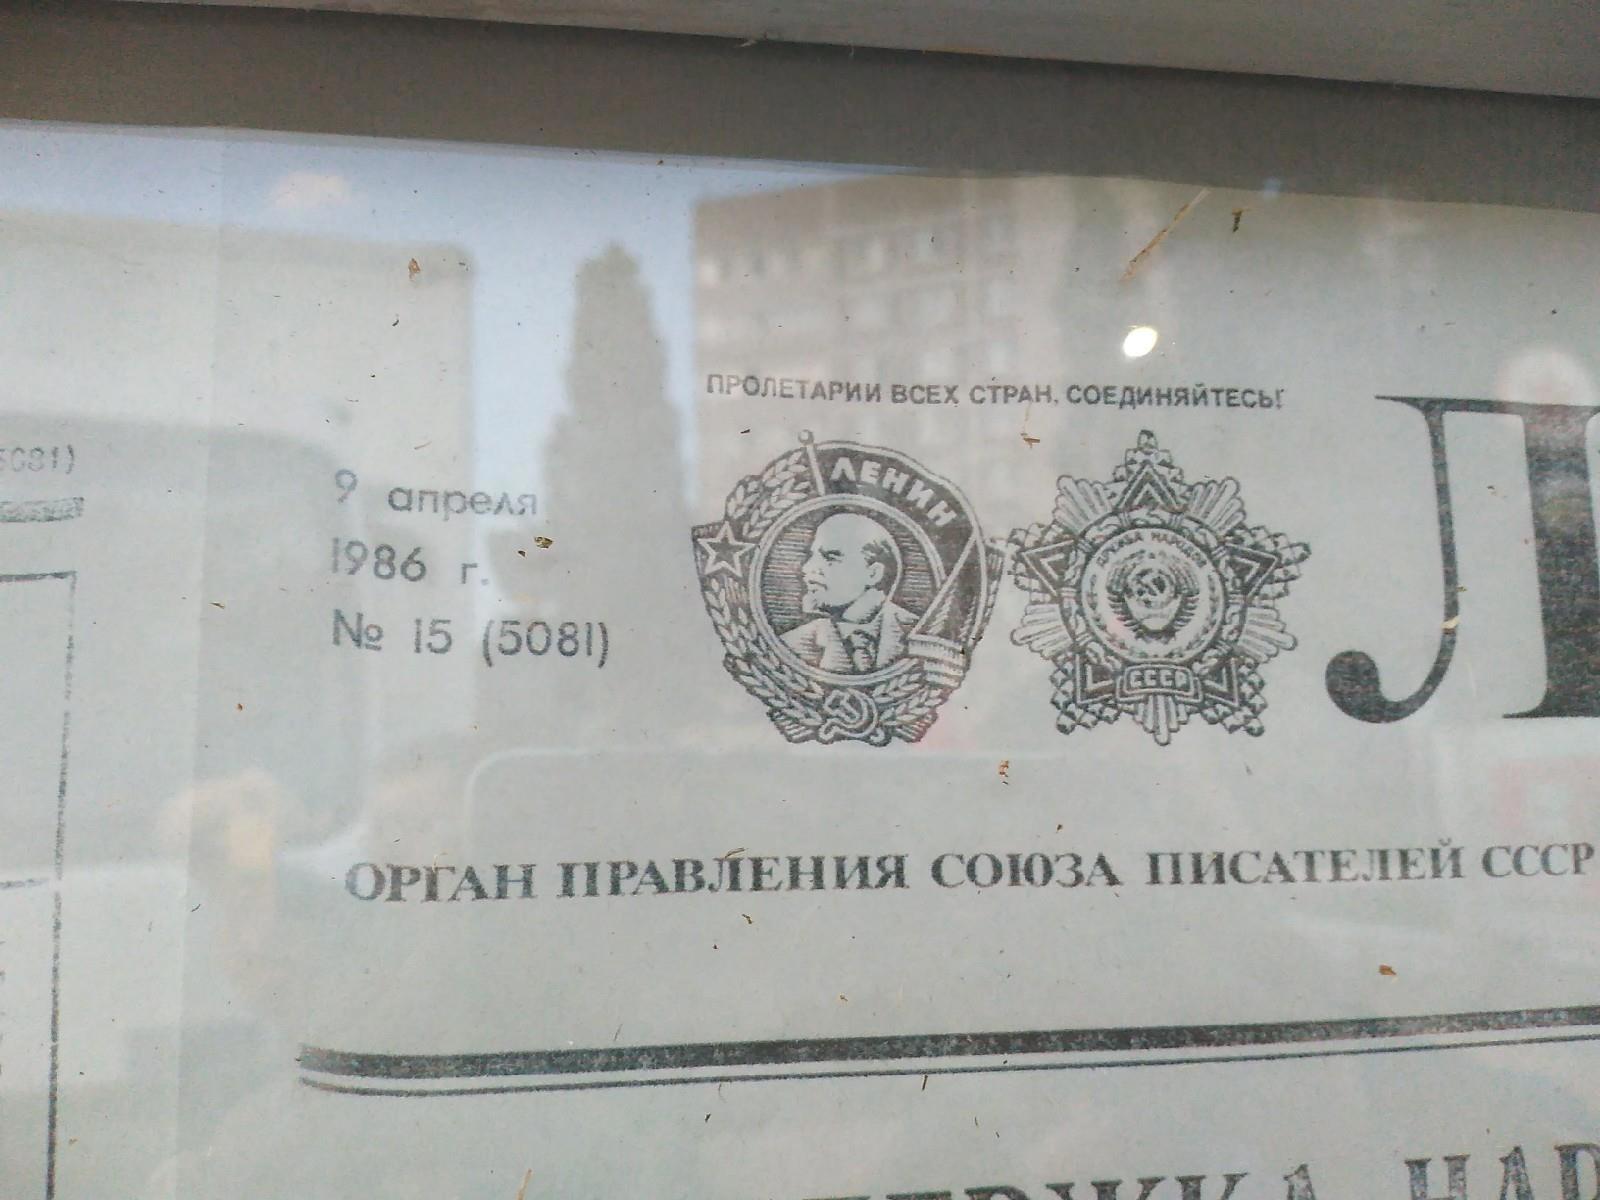 5081)
9 апреля
1986 г.
№ 15 (5081)
ПРОЛЕТАРИИ ВСЕХ СТРАН, СОЕДИНЯЙТЕСЬ!
ЛЕНИН
ДРУЖБА НАРОДОВ
СССР
Л
ОРГАН ПРАВЛЕНИЯ СОЮЗА ПИСАТЕЛЕЙ СССР